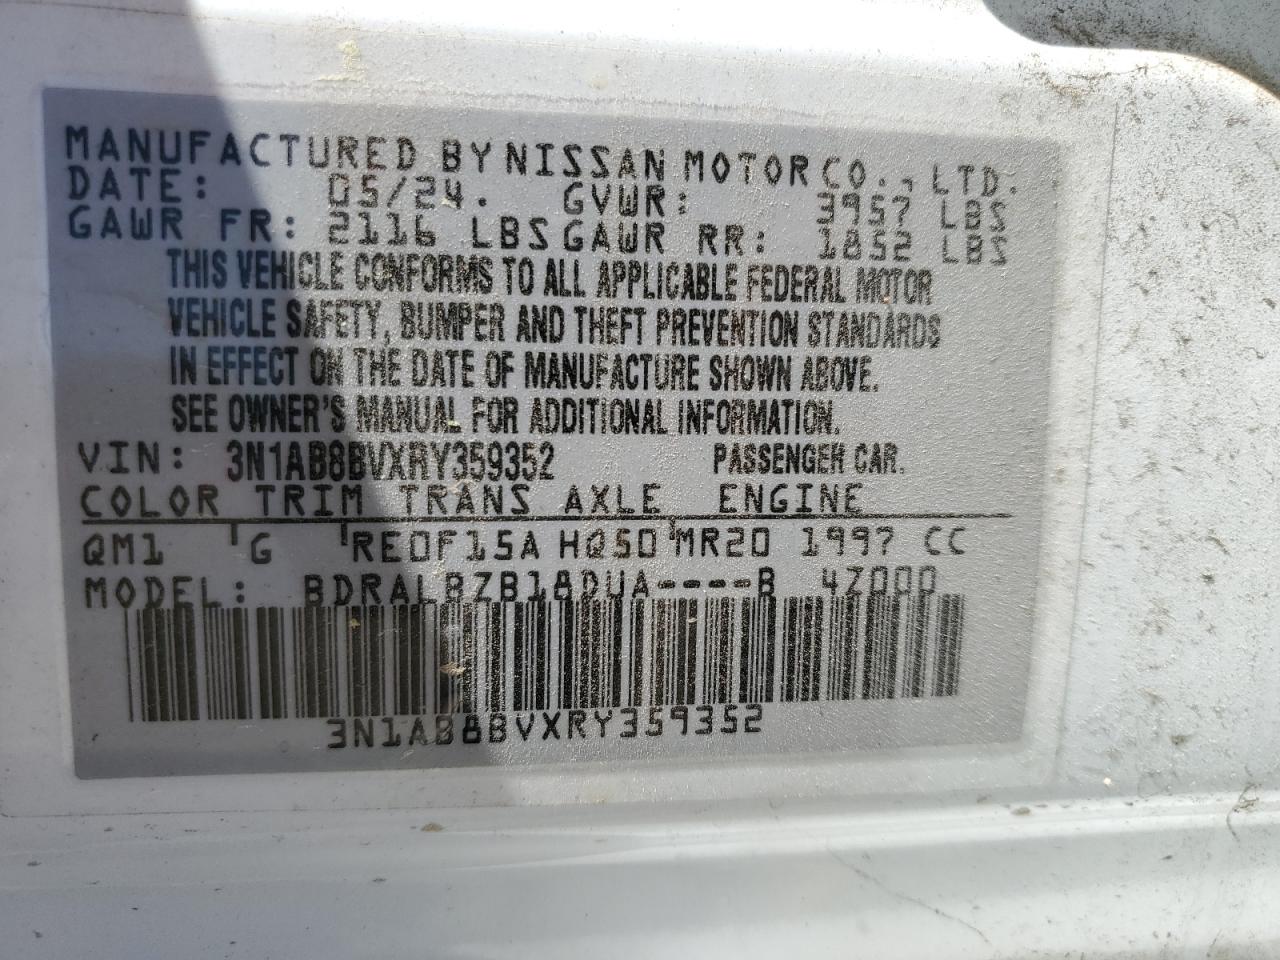 MANUFACTURED BY NISSAN MOTOR CO., LTD.
DATE: 05/24. GVWR: 3957 LBS
GAWR FR: 2116 LBS GAWR RR: 1852 LBS
THIS VEHICLE CONFORMS TO ALL APPLICABLE FEDERAL MOTOR
VEHICLE SAFETY, BUMPER AND THEFT PREVENTION STANDARDS
IN EFFECT ON THE DATE OF MANUFACTURE SHOWN ABOVE.
SEE OWNER'S MANUAL FOR ADDITIONAL INFORMATION.
VIN: 3N1AB8BVXRY359352 PASSENGER CAR.
COLOR TRIM TRANS AXLE ENGINE
QM1 G RE0F15A HQ50 MR20 1997 CC
MODEL: BDRALBZB18DUA----B 4Z000
3N1AB8BVXRY359352